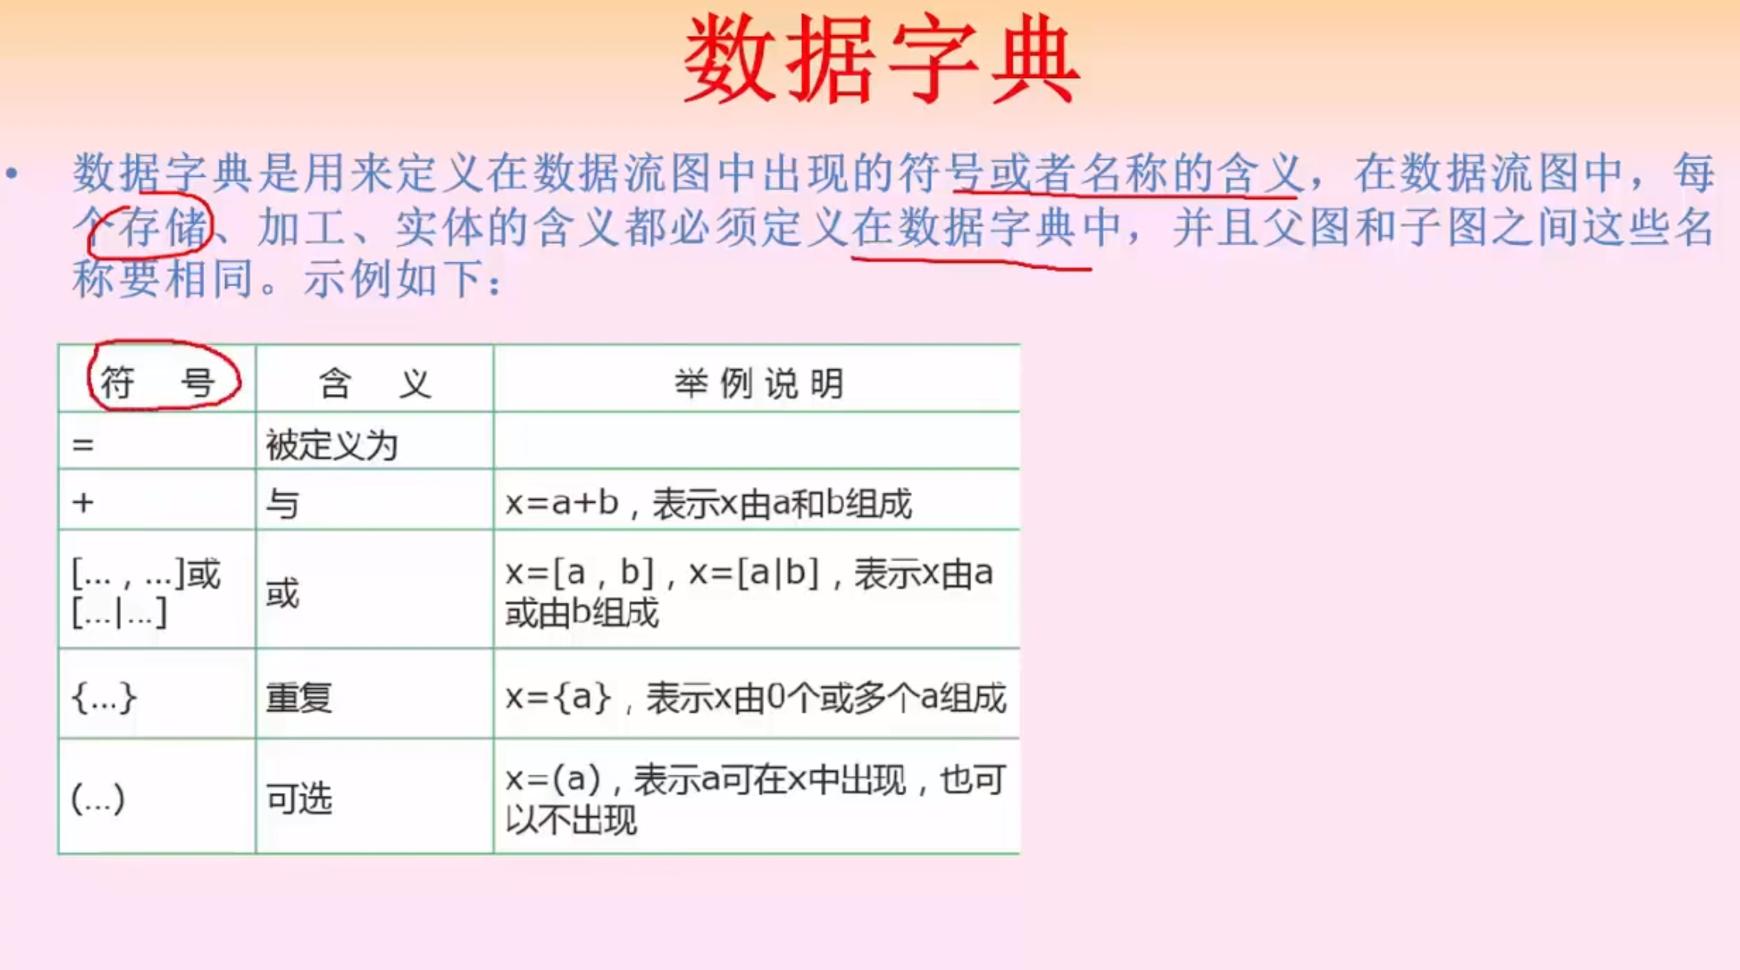 数据字典
• 数据字典是用来定义在数据流图中出现的符号或者名称的含义，在数据流图中，每
个存储、加工、实体的含义都必须定义在数据字典中，并且父图和子图之间这些名
称要相同。示例如下：
符 号 含 义 举例说明
= 被定义为
+ 与 x=a+b，表示x由a和b组成
[...，...]或
[...|...]
或
x=[a，b]，x=[a|b]，表示x由a
或由b组成
{...} 重复 x={a}，表示x由0个或多个a组成
(...) 可选
x=(a)，表示a可在x中出现，也可
以不出现